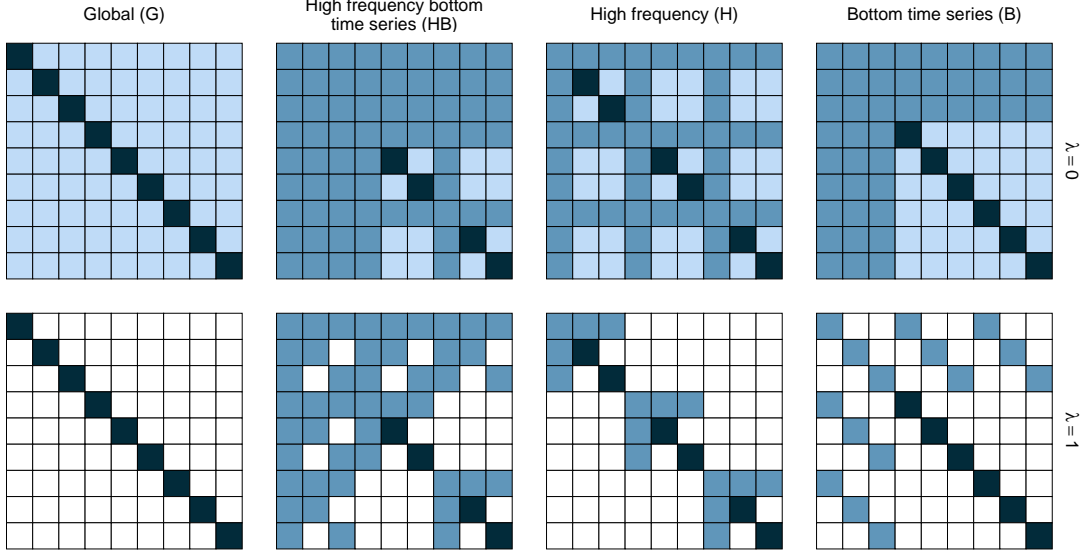 Global (G)
High frequency bottom
time series (HB)
High frequency (H)
Bottom time series (B)
λ = 0
λ = 1